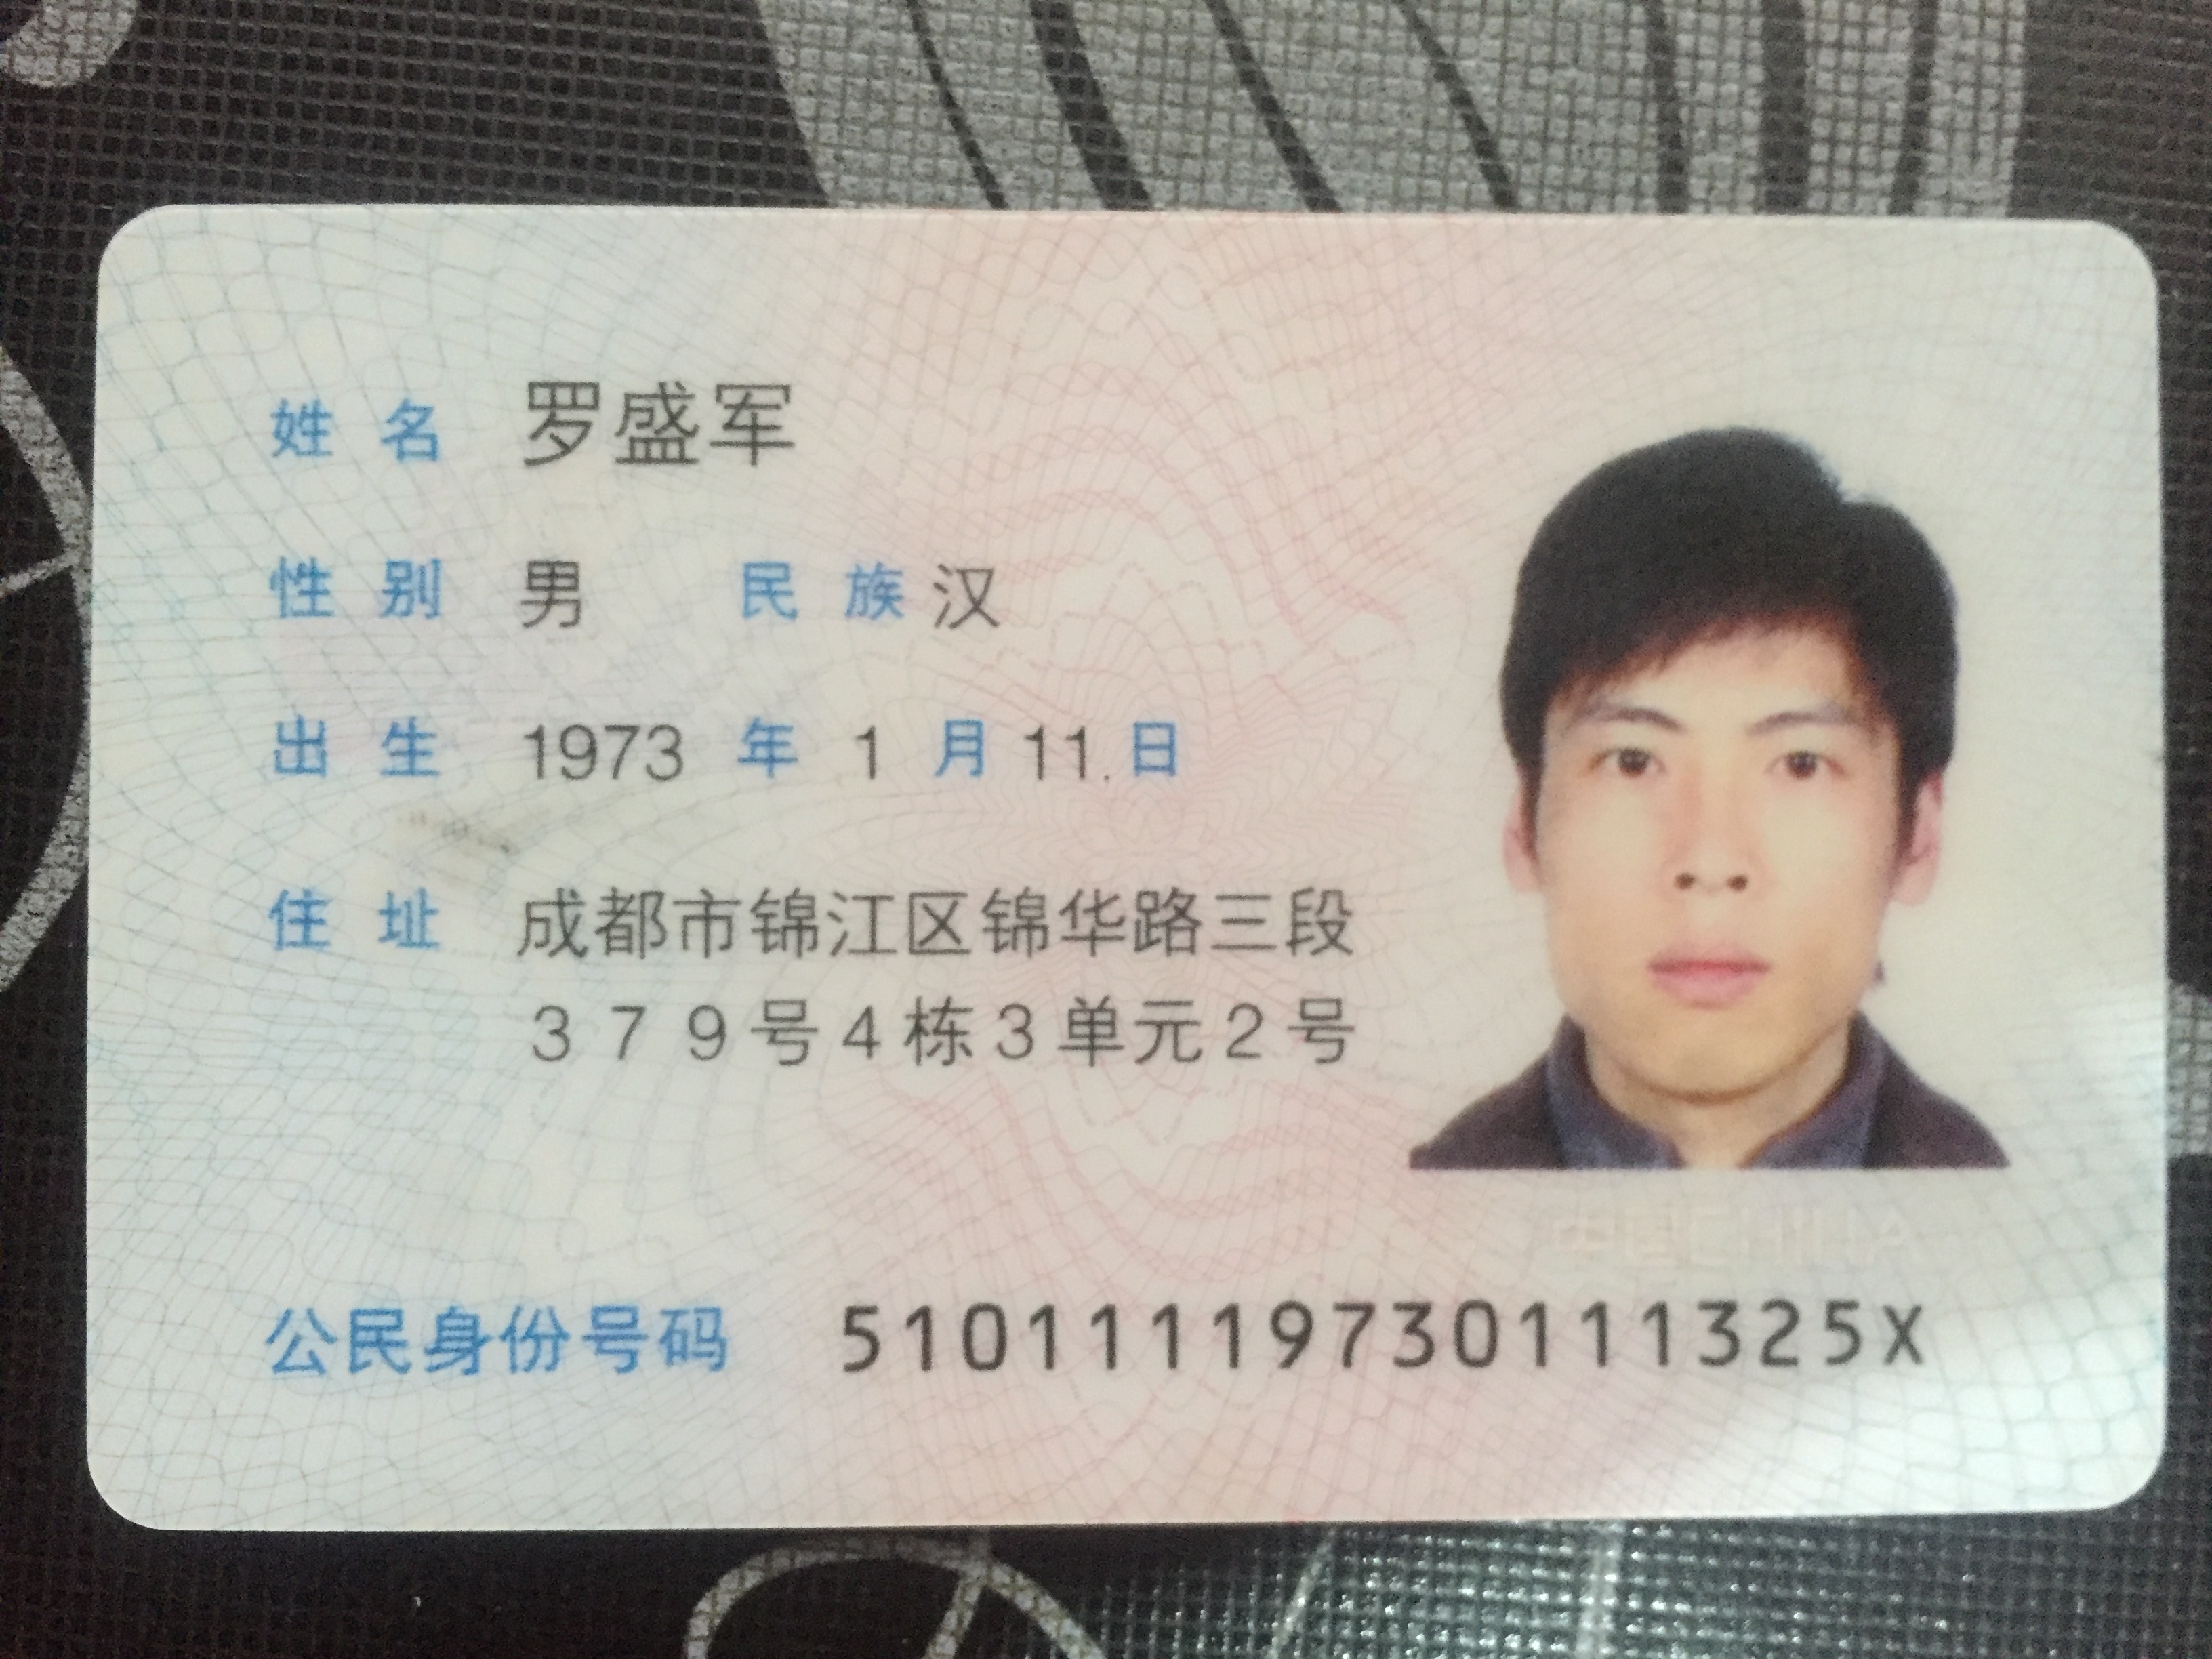 姓名 罗盛军
性别 男 民族 汉
出生 1973 年 1 月 11 日
住址 成都市锦江区锦华路三段
379号4栋3单元2号
公民身份号码 51011119730111325X